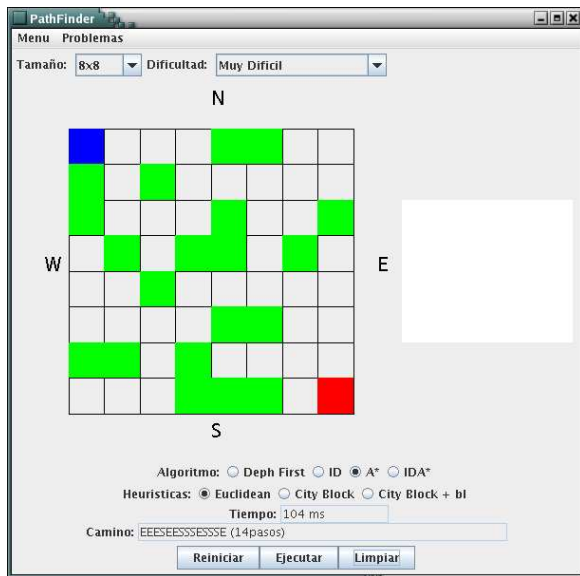 PathFinder
Menu Problemas
Tamaño: 8x8 Dificultad: Muy Dificil
N
W E
S
Algoritmo: Deph First ID A* IDA*
Heuristicas: Euclidean City Block City Block + bl
Tiempo: 104 ms
Camino: EEESEESSSESSSE (14pasos)
Reiniciar Ejecutar Limpiar